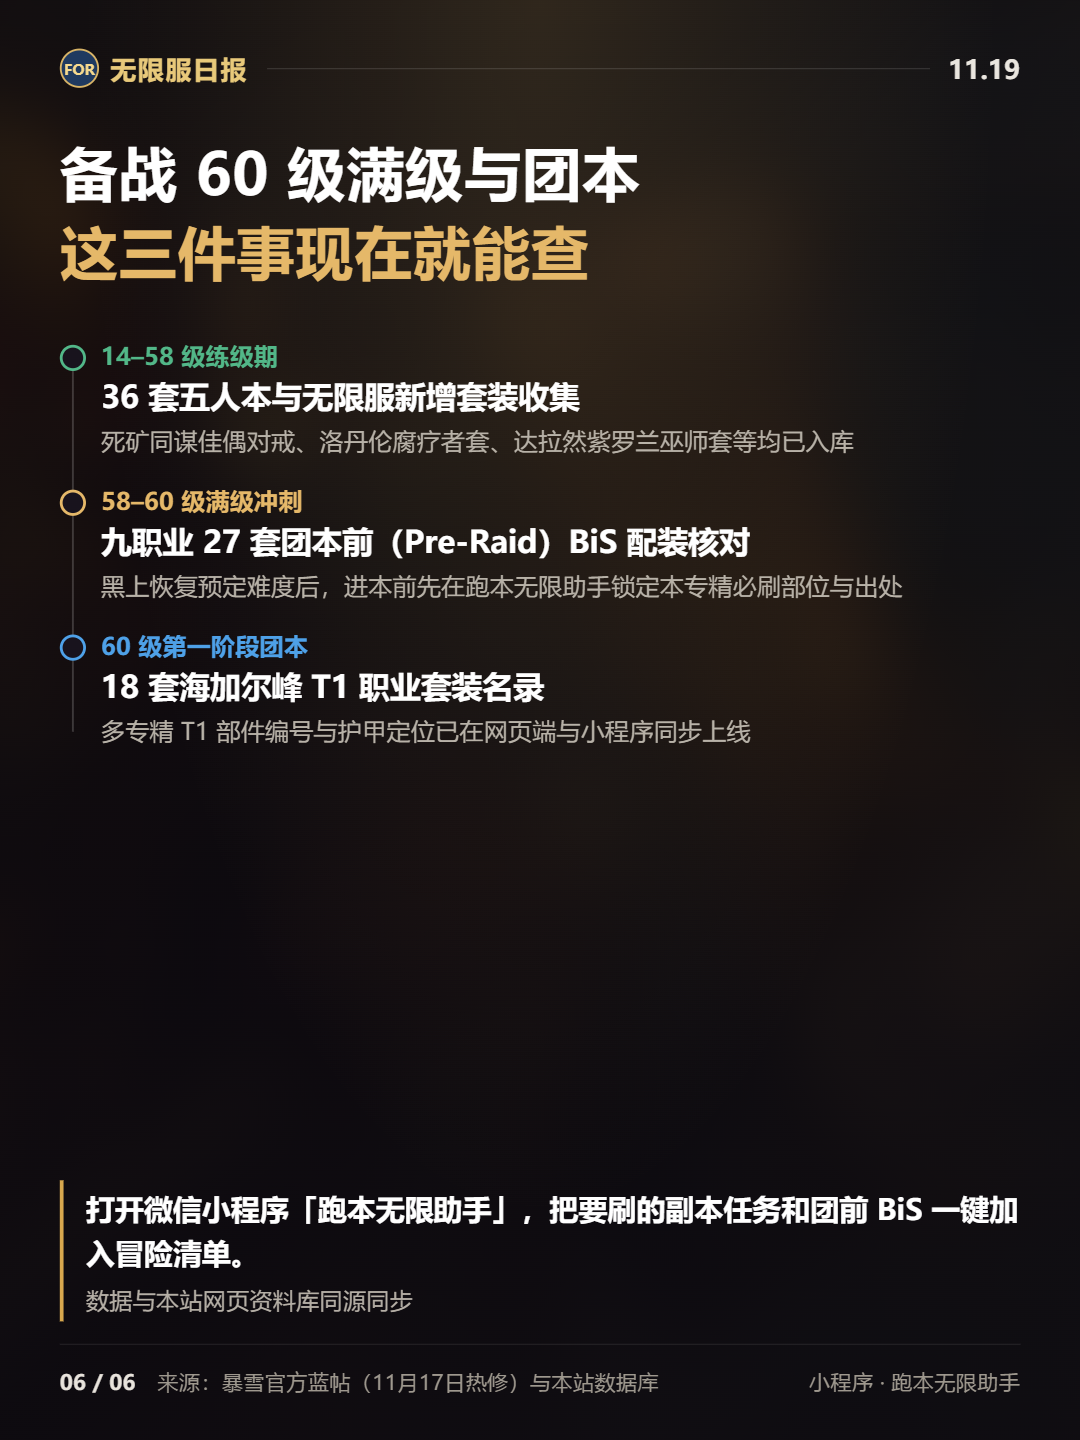 FOR 无限服日报 11.19
备战 60 级满级与团本
这三件事现在就能查
14–58 级练级期
36 套五人本与无限服新增套装收集
死矿同谋佳偶对戒、洛丹伦腐疗者套、达拉然紫罗兰巫师套等均已入库
58–60 级满级冲刺
九职业 27 套团本前（Pre-Raid）BiS 配装核对
黑上恢复预定难度后，进本前先在跑本无限助手锁定本专精必刷部位与出处
60 级第一阶段团本
18 套海加尔峰 T1 职业套装名录
多专精 T1 部件编号与护甲定位已在网页端与小程序同步上线
打开微信小程序「跑本无限助手」，把要刷的副本任务和团前 BiS 一键加
入冒险清单。
数据与本站网页资料库同源同步
06 / 06 来源：暴雪官方蓝帖（11月17日热修）与本站数据库 小程序 · 跑本无限助手